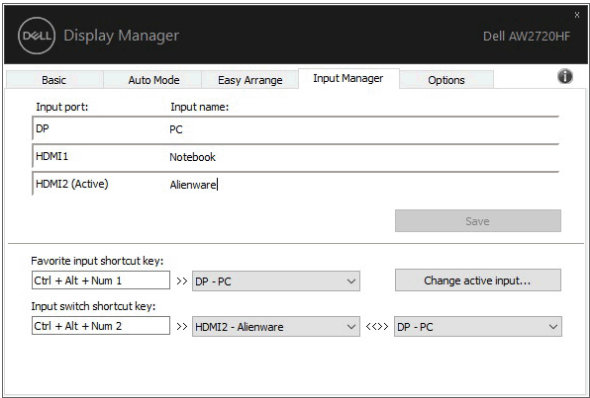 DELL Display Manager Dell AW2720HF
x
Basic Auto Mode Easy Arrange Input Manager Options i
Input port: Input name:
DP PC
HDMI1 Notebook
HDMI2 (Active) Alienware
Save
Favorite input shortcut key:
Ctrl + Alt + Num 1 >> DP - PC Change active input...
Input switch shortcut key:
Ctrl + Alt + Num 2 >> HDMI2 - Alienware <<>> DP - PC